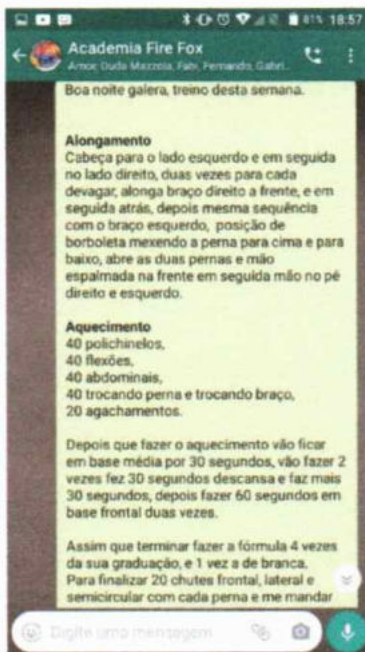 81% 18:57
Academia Fire Fox
Amor, Duda Mazzola, Fabi, Fernando, Gabri...
Boa noite galera, treino desta semana.
Alongamento
Cabeça para o lado esquerdo e em seguida
no lado direito, duas vezes para cada
devagar, alonga braço direito a frente, e em
seguida atrás, depois mesma sequência
com o braço esquerdo, posição de
borboleta mexendo a perna para cima e para
baixo, abre as duas pernas e mão
espalmada na frente em seguida mão no pé
direito e esquerdo.
Aquecimento
40 polichinelos,
40 flexões,
40 abdominais,
40 trocando perna e trocando braço,
20 agachamentos.
Depois que fazer o aquecimento vão ficar
em base média por 30 segundos, vão fazer 2
vezes fez 30 segundos descansa e faz mais
30 segundos, depois fazer 60 segundos em
base frontal duas vezes.
Assim que terminar fazer a fórmula 4 vezes
da sua graduação, e 1 vez a de branca.
Para finalizar 20 chutes frontal, lateral e
semicircular com cada perna e me mandar
Digite uma mensagem